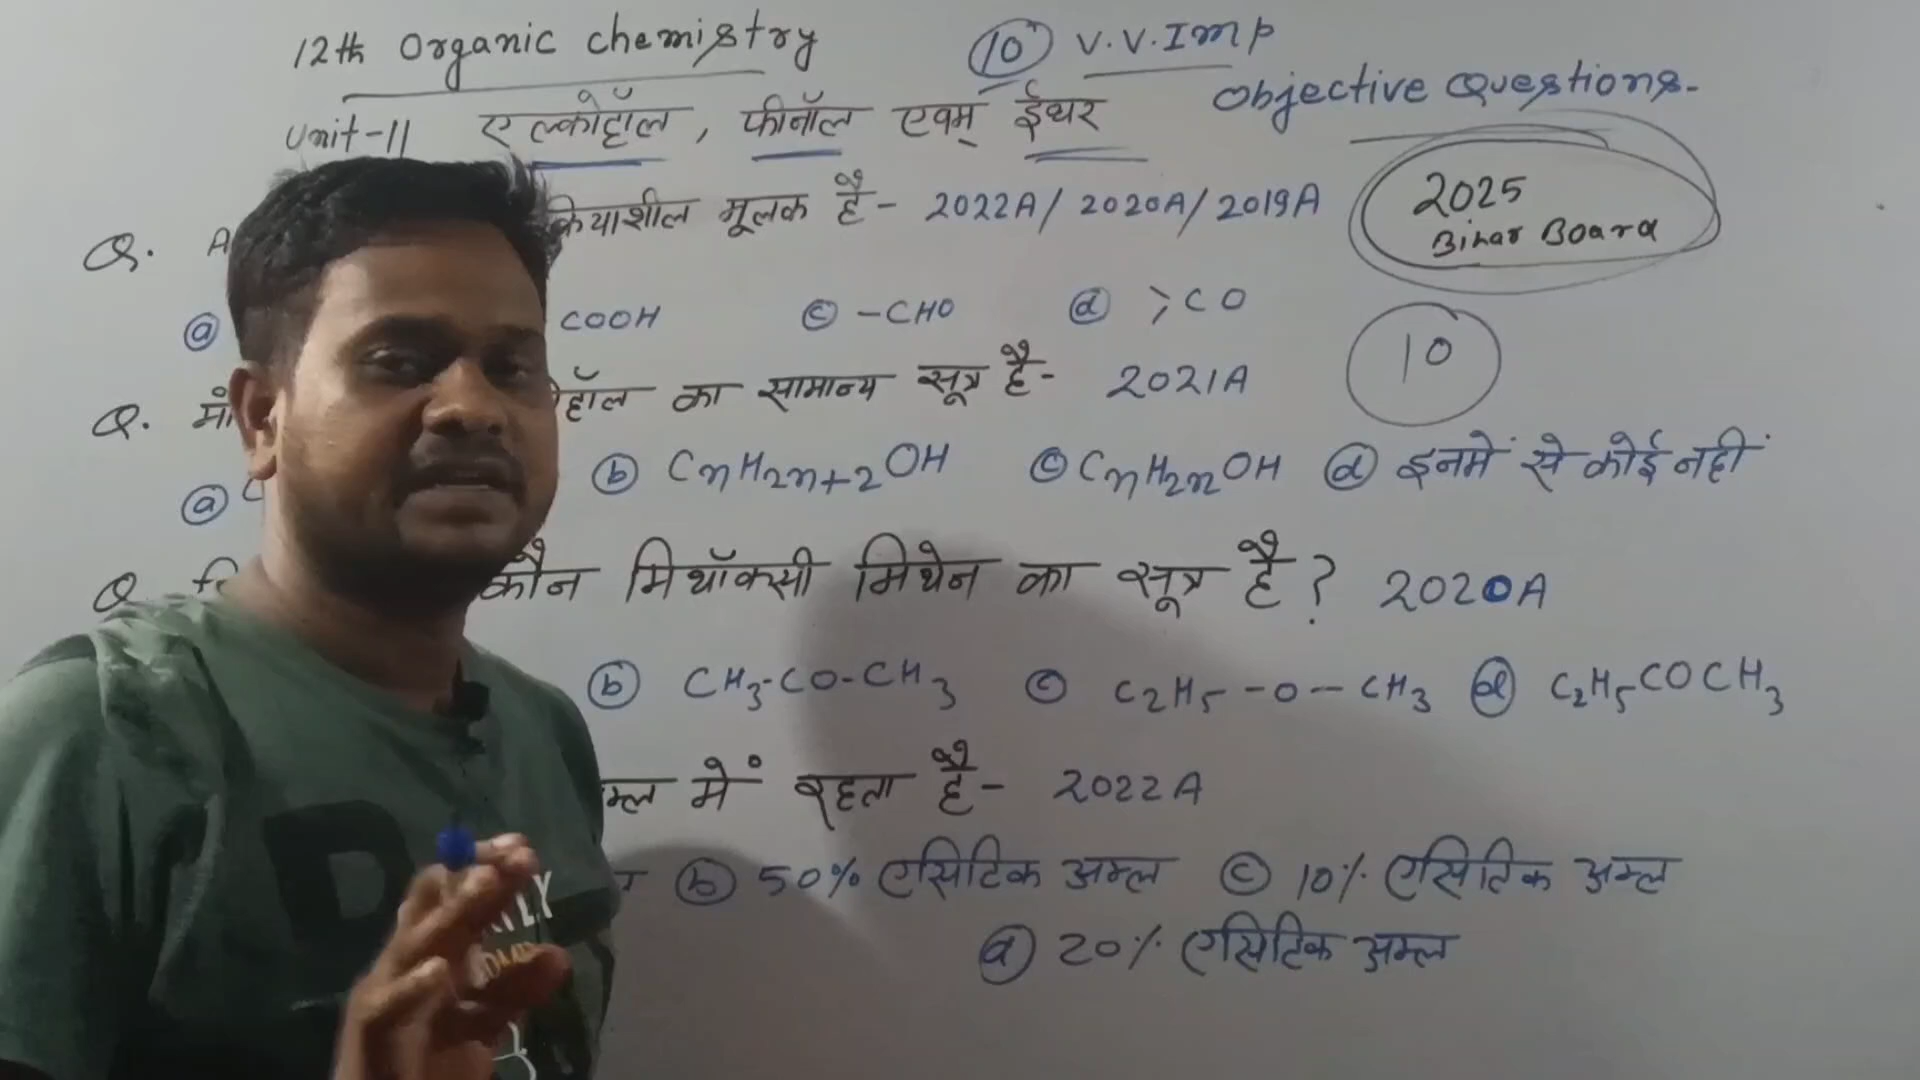 12th Organic chemistry
10 V.V.Imp
Objective Questions.
Unit-11 एल्कोहॉल, फीनॉल एवम् ईथर
2025
Bihar Board
Q. A क्रियाशील मूलक है- 2022A/ 2020A/ 2019A
ⓐ COOH ⓒ -CHO ⓓ >CO
10
Q. हॉल का सामान्य सूत्र है- 2021A
ⓐ C ⓑ CnH2n+2OH ⓒ CnH2nOH ⓓ इनमें से कोई नहीं
Q कौन मिथॉक्सी मिथेन का सूत्र है? 2020A
ⓑ CH3-CO-CH3 ⓒ C2H5-O-CH3 ⓓ C2H5COCH3
म्ल में रहता है- 2022A
ⓑ 50% एसिटिक अम्ल ⓒ 10% एसिटिक अम्ल
ⓓ 20% एसिटिक अम्ल